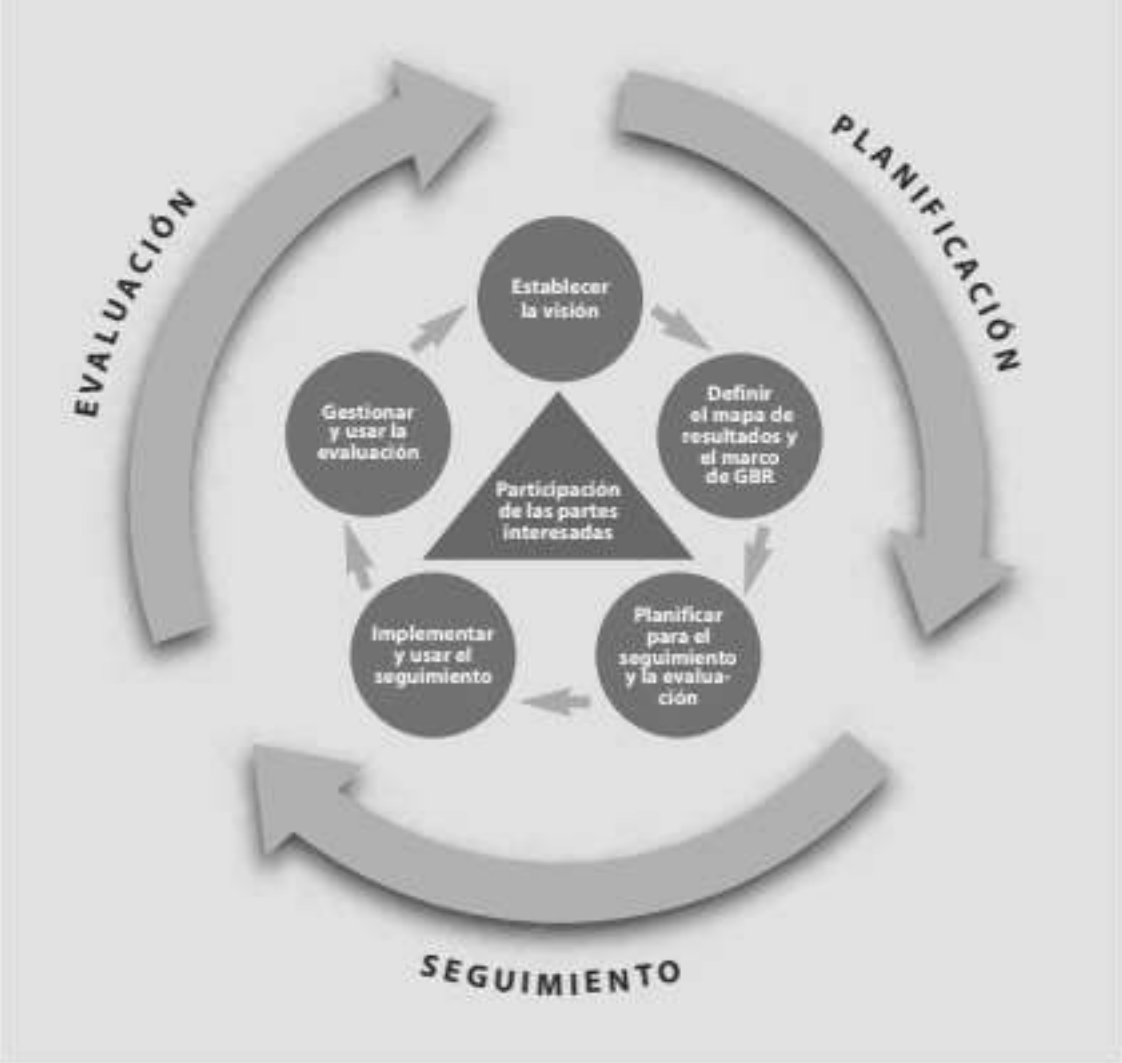 PLANIFICACIÓN
EVALUACIÓN
Establecer
la visión
Definir
el mapa de
resultados y
el marco
de GBR
Gestionar
y usar la
evaluación
Participación
de las partes
interesadas
Planificar
para el
seguimiento
y la evalua-
ción
Implementar
y usar el
seguimiento
SEGUIMIENTO